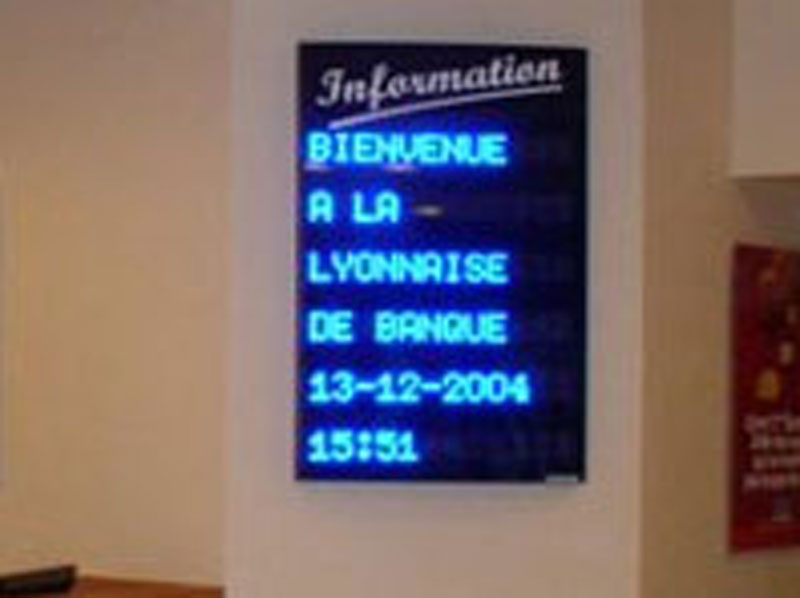 Information
BIENVENUE
A LA
LYONNAISE
DE BANQUE
13-12-2004
15:51